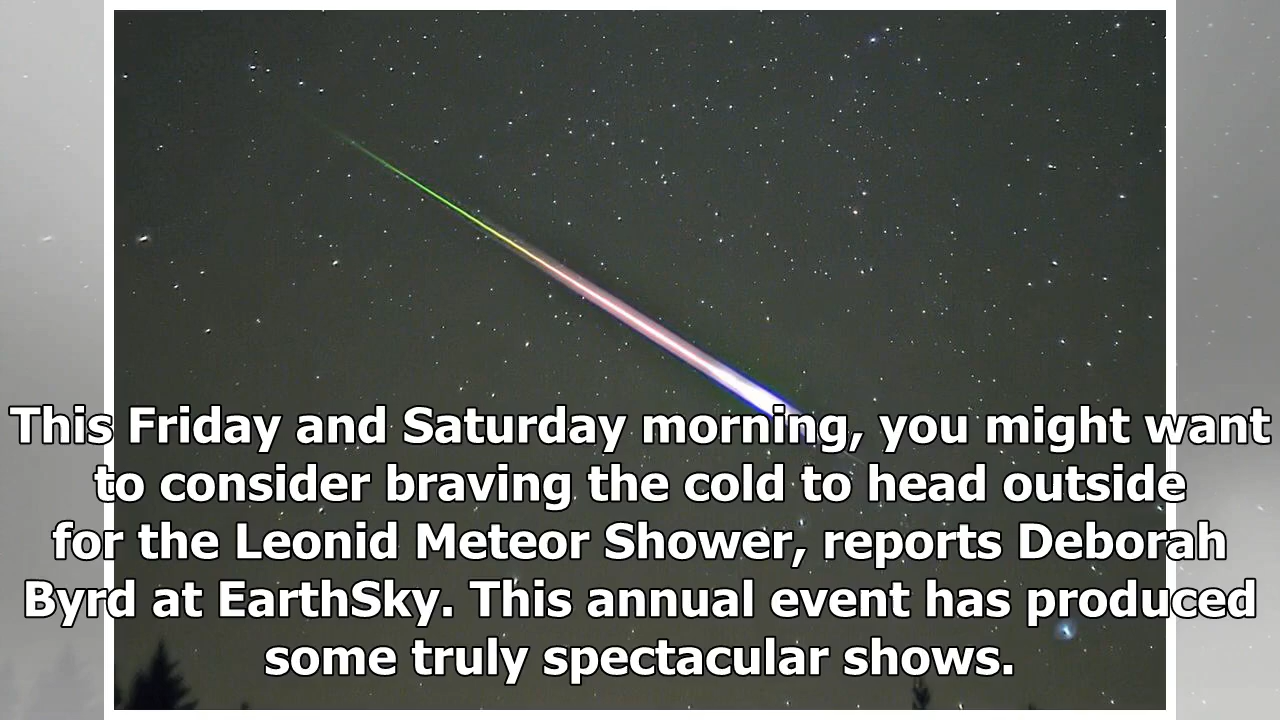 This Friday and Saturday morning, you might want
to consider braving the cold to head outside
for the Leonid Meteor Shower, reports Deborah
Byrd at EarthSky. This annual event has produced
some truly spectacular shows.